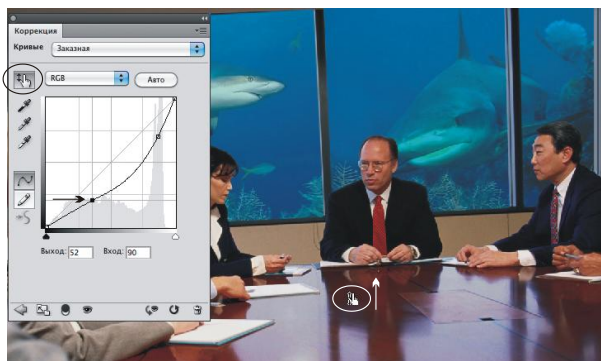 Коррекция
Кривые Заказная
RGB Авто
Выход: 52 Вход: 90